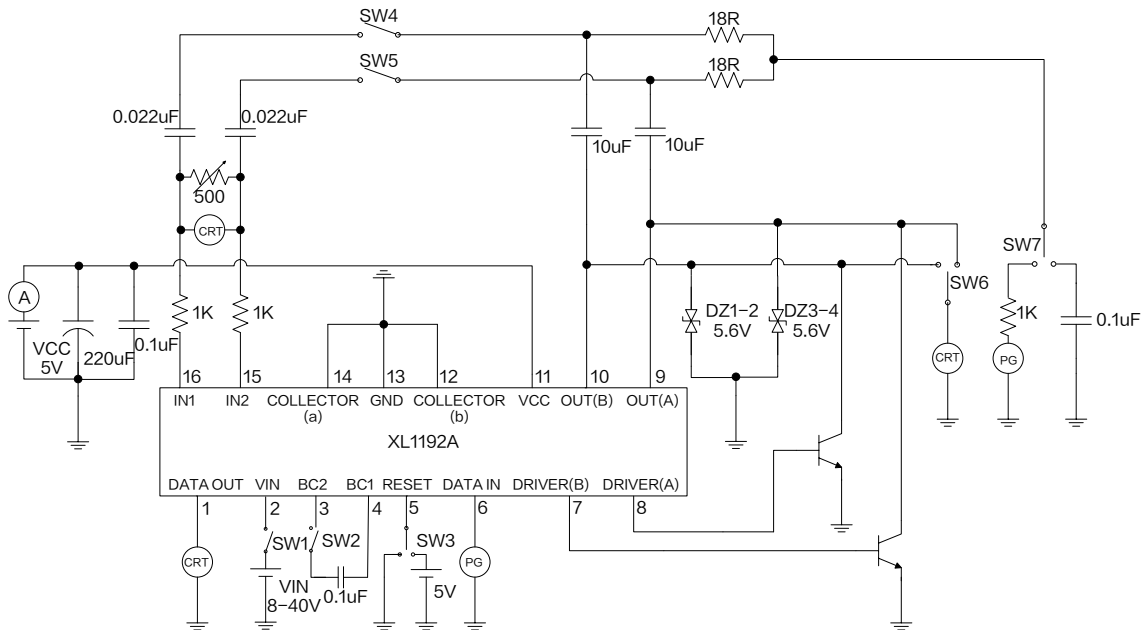 SW4
18R
SW5
18R
0.022uF
0.022uF
10uF
10uF
500
CRT
SW7
SW6
A
1K
1K
DZ1-2
5.6V
DZ3-4
5.6V
1K
0.1uF
VCC
5V
220uF
0.1uF
CRT
PG
16 15 14 13 12 11 10 9
IN1 IN2 COLLECTOR (a) GND COLLECTOR (b) VCC OUT(B) OUT(A)
XL1192A
DATA OUT VIN BC2 BC1 RESET DATA IN DRIVER(B) DRIVER(A)
1 2 3 4 5 6 7 8
SW1
SW2
SW3
CRT
VIN
8-40V
0.1uF
5V
PG